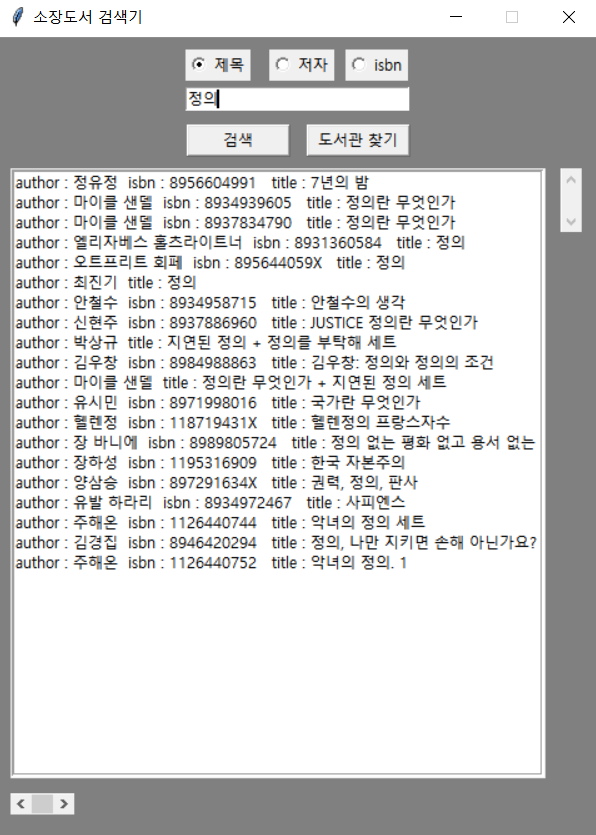 소장도서 검색기
제목 저자 isbn
정의
검색 도서관 찾기
author : 정유정 isbn : 8956604991 title : 7년의 밤
author : 마이클 샌델 isbn : 8934939605 title : 정의란 무엇인가
author : 마이클 샌델 isbn : 8937834790 title : 정의란 무엇인가
author : 엘리자베스 홀츠라이트너 isbn : 8931360584 title : 정의
author : 오트프리트 회페 isbn : 895644059X title : 정의
author : 최진기 title : 정의
author : 안철수 isbn : 8934958715 title : 안철수의 생각
author : 신현주 isbn : 8937886960 title : JUSTICE 정의란 무엇인가
author : 박상규 title : 지연된 정의 + 정의를 부탁해 세트
author : 김우창 isbn : 8984988863 title : 김우창: 정의와 정의의 조건
author : 마이클 샌델 title : 정의란 무엇인가 + 지연된 정의 세트
author : 유시민 isbn : 8971998016 title : 국가란 무엇인가
author : 헬렌정 isbn : 118719431X title : 헬렌정의 프랑스자수
author : 장 바니에 isbn : 8989805724 title : 정의 없는 평화 없고 용서 없는
author : 장하성 isbn : 1195316909 title : 한국 자본주의
author : 양삼승 isbn : 897291634X title : 권력, 정의, 판사
author : 유발 하라리 isbn : 8934972467 title : 사피엔스
author : 주해온 isbn : 1126440744 title : 악녀의 정의 세트
author : 김경집 isbn : 8946420294 title : 정의, 나만 지키면 손해 아닌가요?
author : 주해온 isbn : 1126440752 title : 악녀의 정의. 1